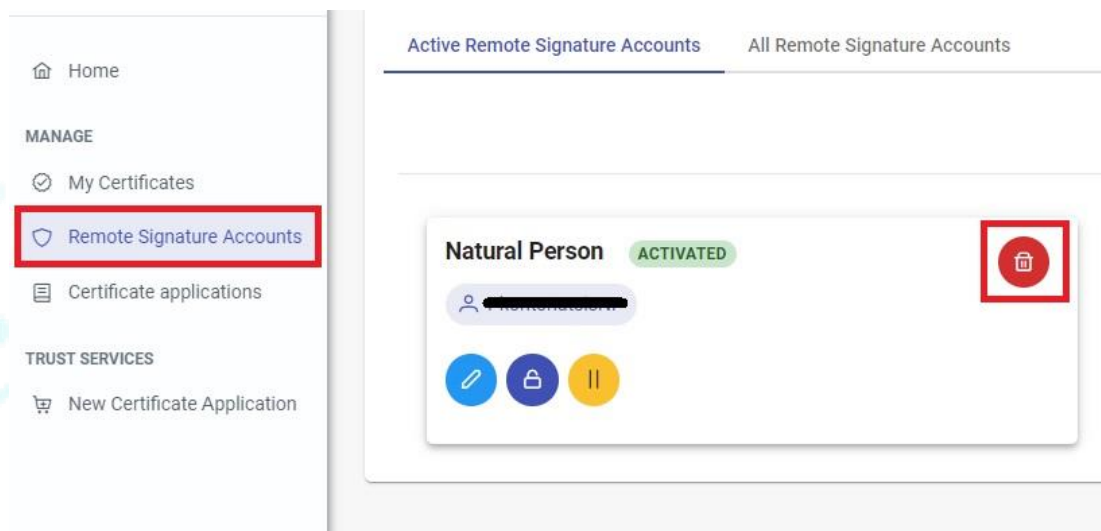 Home
MANAGE
My Certificates
Remote Signature Accounts
Certificate applications
TRUST SERVICES
New Certificate Application
Active Remote Signature Accounts
All Remote Signature Accounts
Natural Person ACTIVATED